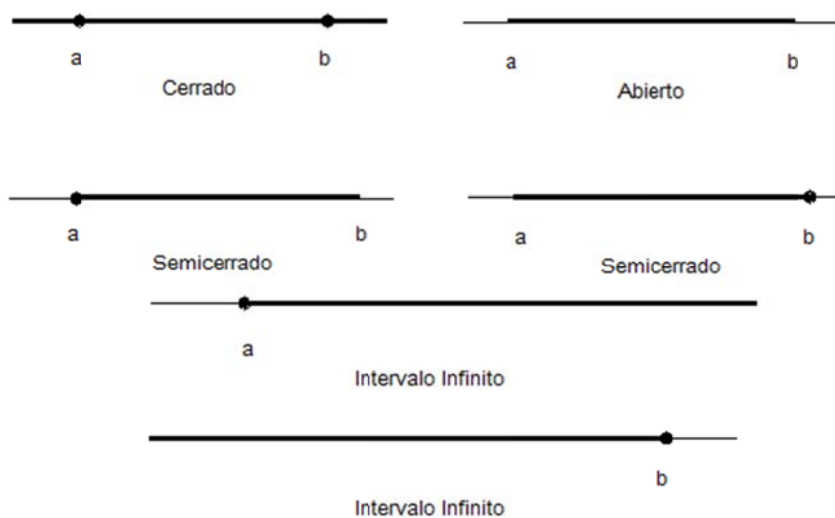 a b a b
Cerrado Abierto
a b a b
Semicerrado Semicerrado
a
Intervalo Infinito
b
Intervalo Infinito